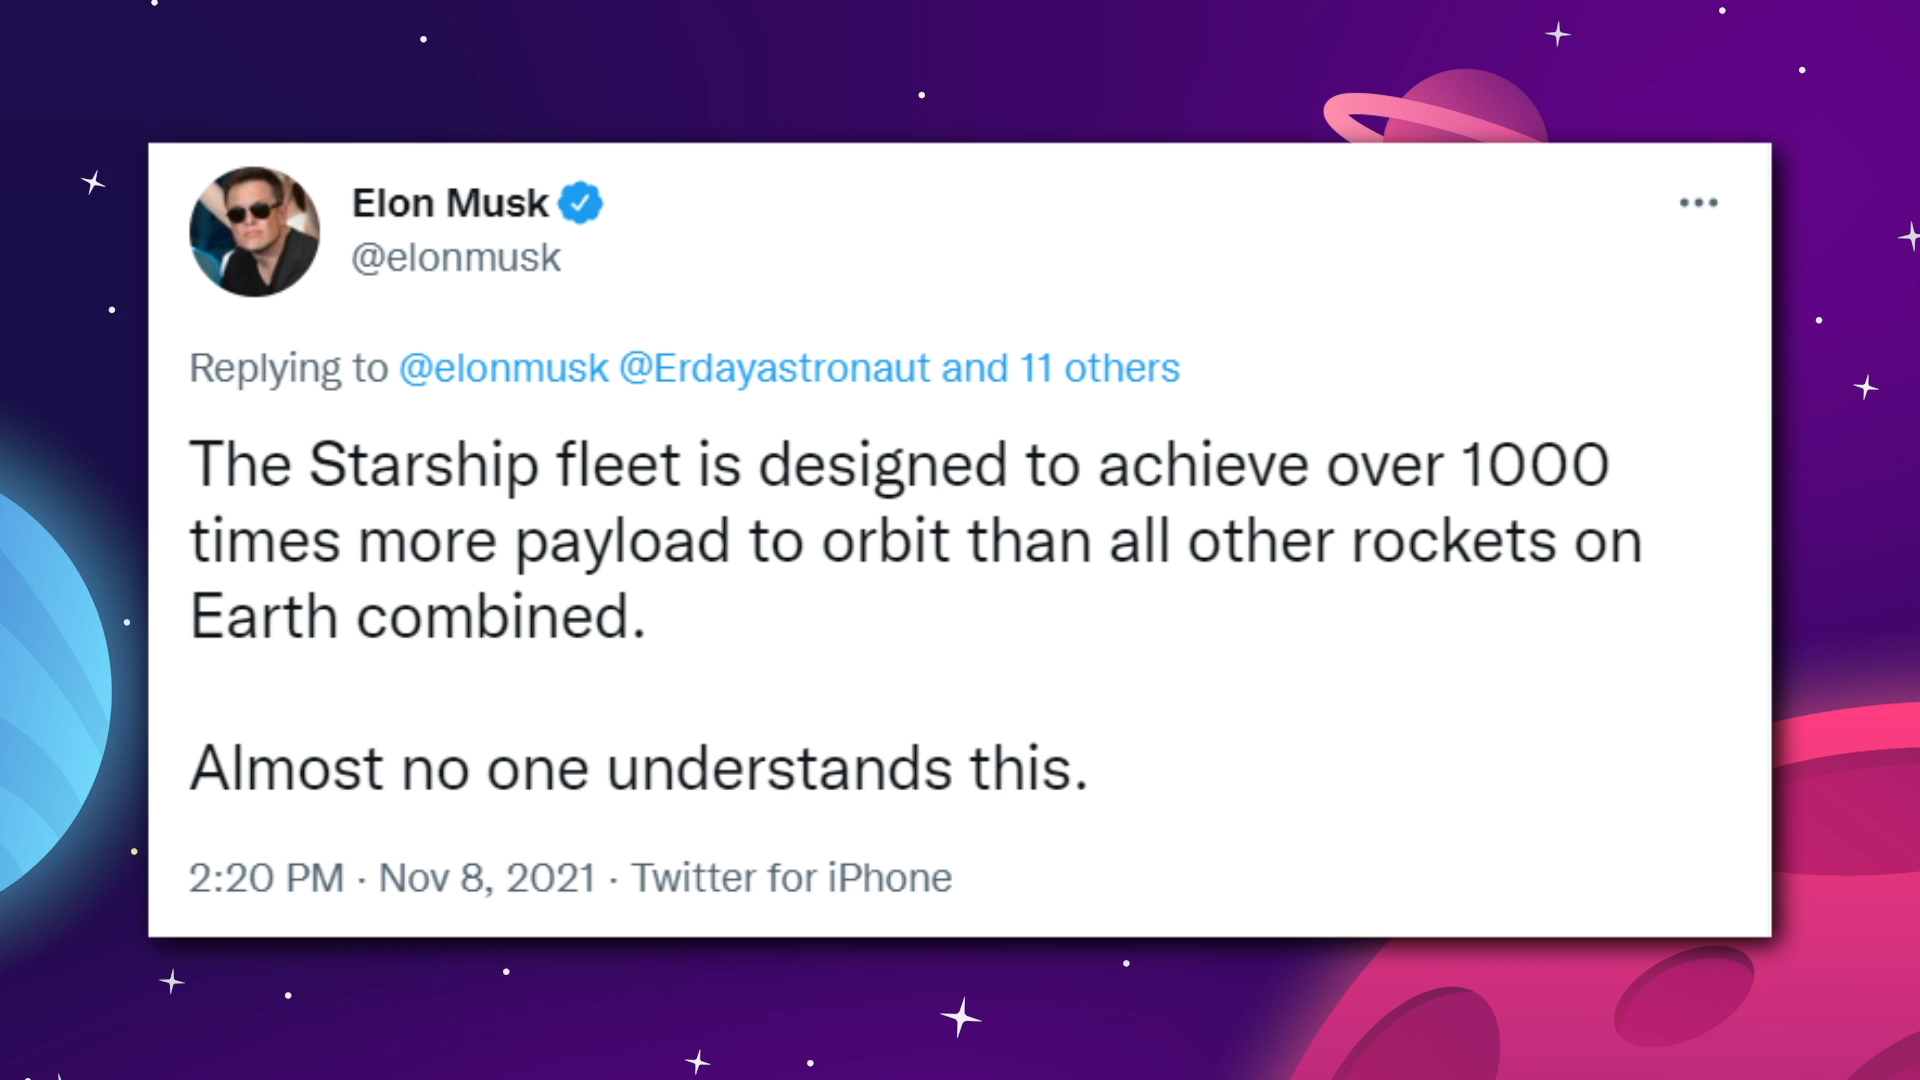 Elon Musk
@elonmusk
Replying to @elonmusk @Erdayastronaut and 11 others
The Starship fleet is designed to achieve over 1000
times more payload to orbit than all other rockets on
Earth combined.
Almost no one understands this.
2:20 PM · Nov 8, 2021 · Twitter for iPhone